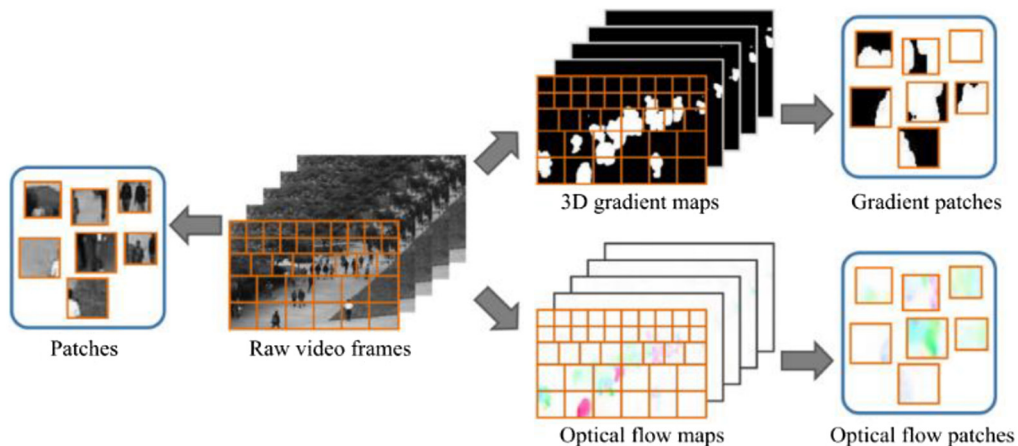 3D gradient maps
Gradient patches
Patches
Raw video frames
Optical flow maps
Optical flow patches